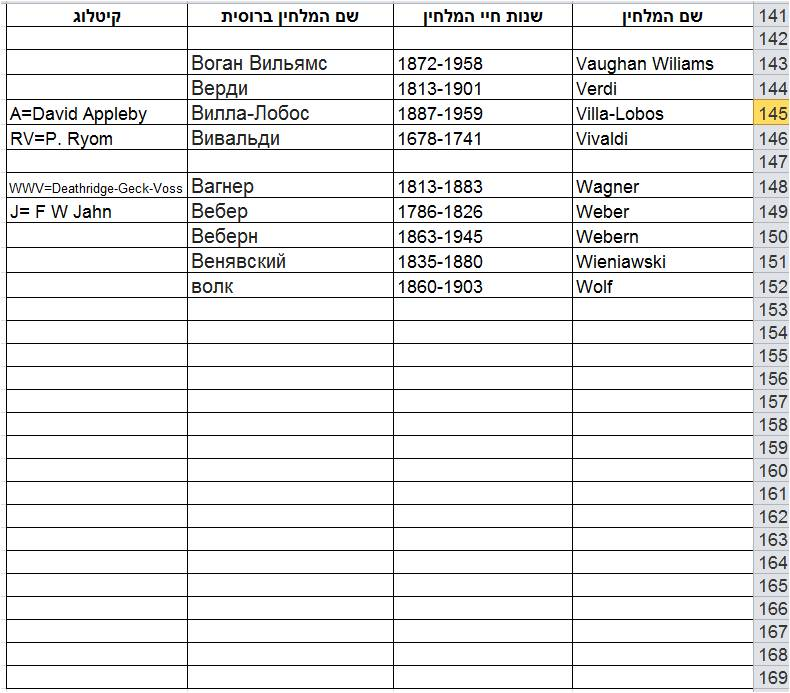 141 שם המלחין שנות חיי המלחין שם המלחין ברוסית קיטלוג
142
143 Vaughan Wiliams 1872-1958 Воган Вильямс
144 Verdi 1813-1901 Верди
145 Villa-Lobos 1887-1959 Вилла-Лобос A=David Appleby
146 Vivaldi 1678-1741 Вивальди RV=P. Ryom
147
148 Wagner 1813-1883 Вагнер WWV=Deathridge-Geck-Voss
149 Weber 1786-1826 Вебер J= F W Jahn
150 Webern 1863-1945 Веберн
151 Wieniawski 1835-1880 Венявский
152 Wolf 1860-1903 волк
153
154
155
156
157
158
159
160
161
162
163
164
165
166
167
168
169